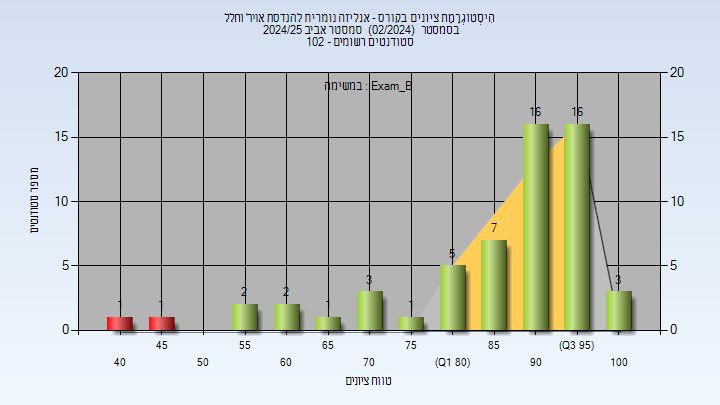 הִיסְטוֹגְרָמַת ציונים בקורס - אנליזה נומרית להנדסת אויר וחלל
בסמסטר (02/2024) סמסטר אביב 2024/25
סטודנטים רשומים - 102
במשימה : Exam_B
20 20
15 15
10 10
5 5
0 0
מספר סטודנטים
1 1 2 2 1 3 1 5 7 16 16 3
45 55 65 75 85 (Q3 95)
40 50 60 70 (Q1 80) 90 100
טווח ציונים